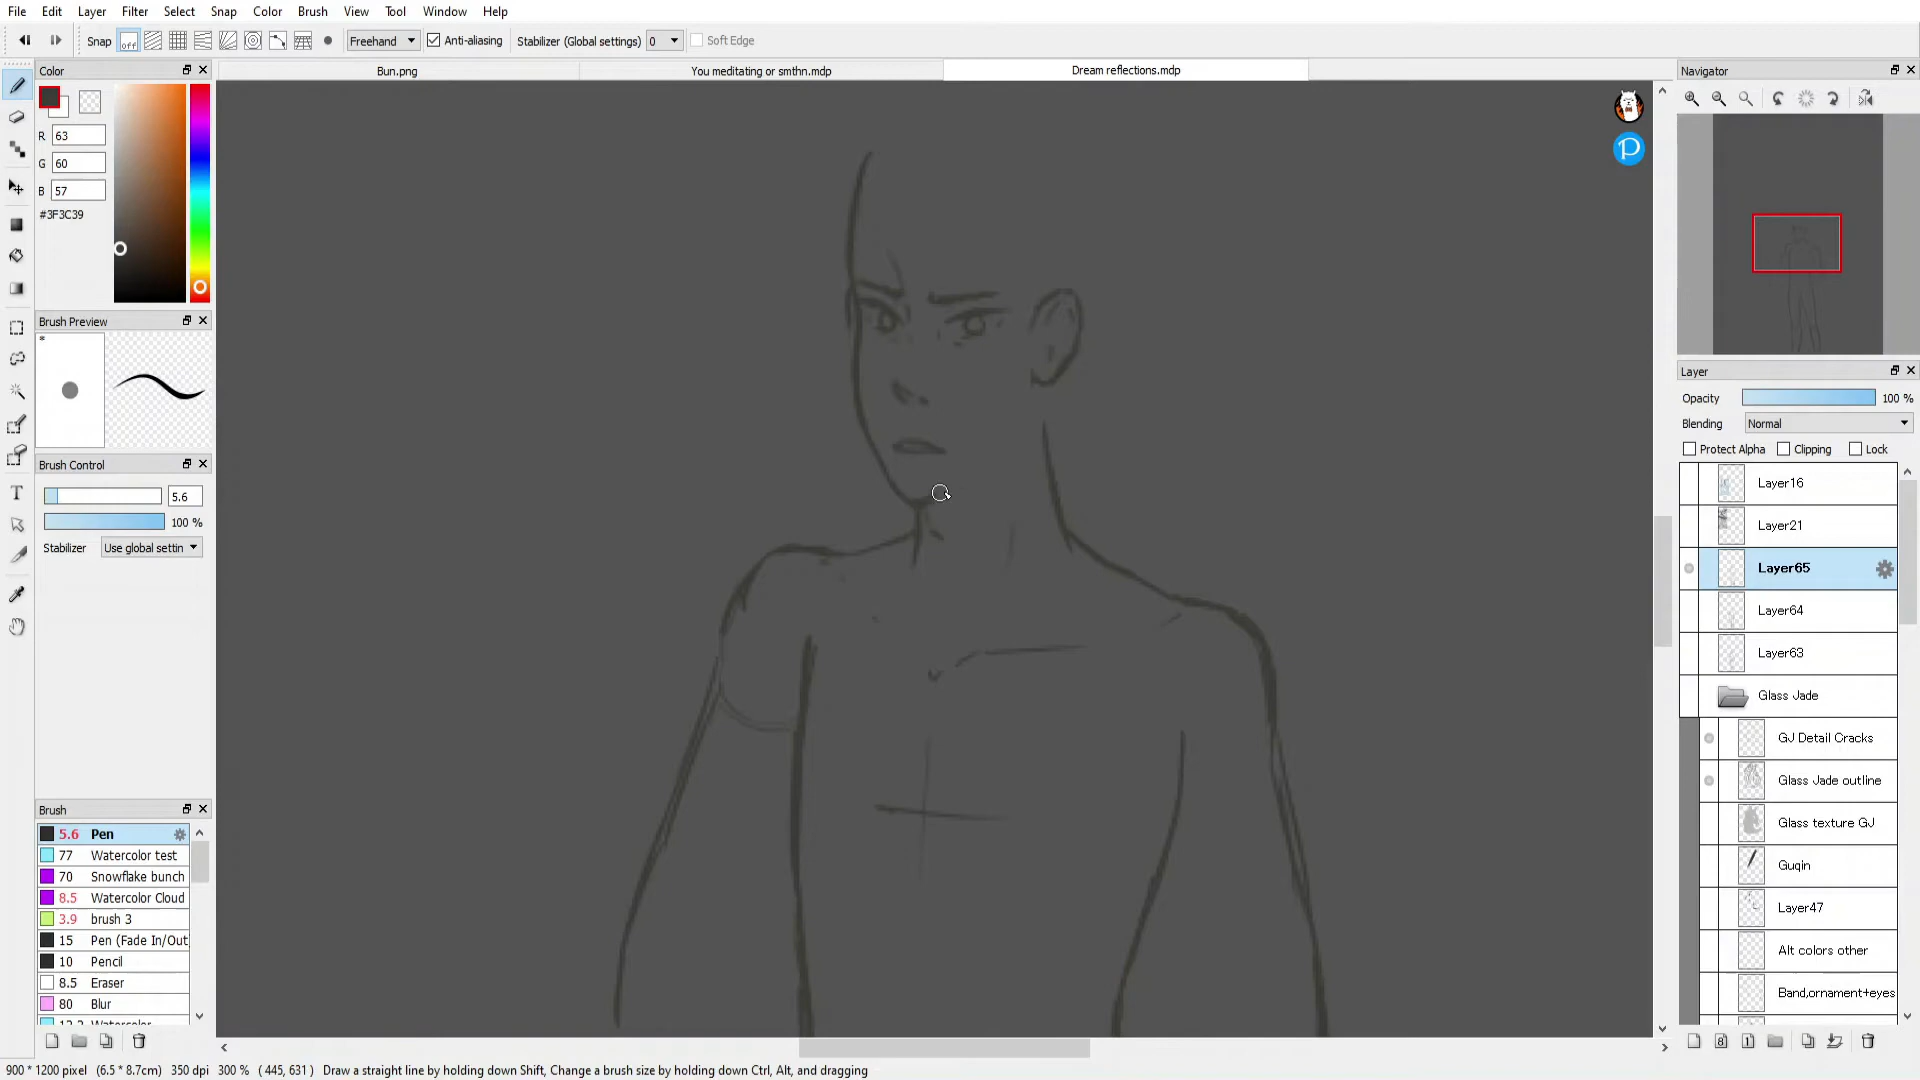 File Edit Layer Filter Select Snap Color Brush View Tool Window Help
Snap off Freehand Anti-aliasing Stabilizer (Global settings) 0 Soft Edge
Color
Bun.png You meditating or smthn.mdp Dream reflections.mdp
Navigator
R 63
G 60
B 57
#3F3C39
Brush Preview
*
Brush Control
5.6
100 %
Stabilizer Use global settin
Brush
5.6 Pen
77 Watercolor test
70 Snowflake bunch
8.5 Watercolor Cloud
3.9 brush 3
15 Pen (Fade In/Out
10 Pencil
8.5 Eraser
80 Blur
P
Layer
Opacity 100 %
Blending Normal
Protect Alpha Clipping Lock
Layer16
Layer21
Layer65
Layer64
Layer63
Glass Jade
GJ Detail Cracks
Glass Jade outline
Glass texture GJ
Guqin
Layer47
Alt colors other
Band,ornament+eyes
8 1
900 * 1200 pixel (6.5 * 8.7cm) 350 dpi 300 % ( 445, 631 ) Draw a straight line by holding down Shift, Change a brush size by holding down Ctrl, Alt, and dragging